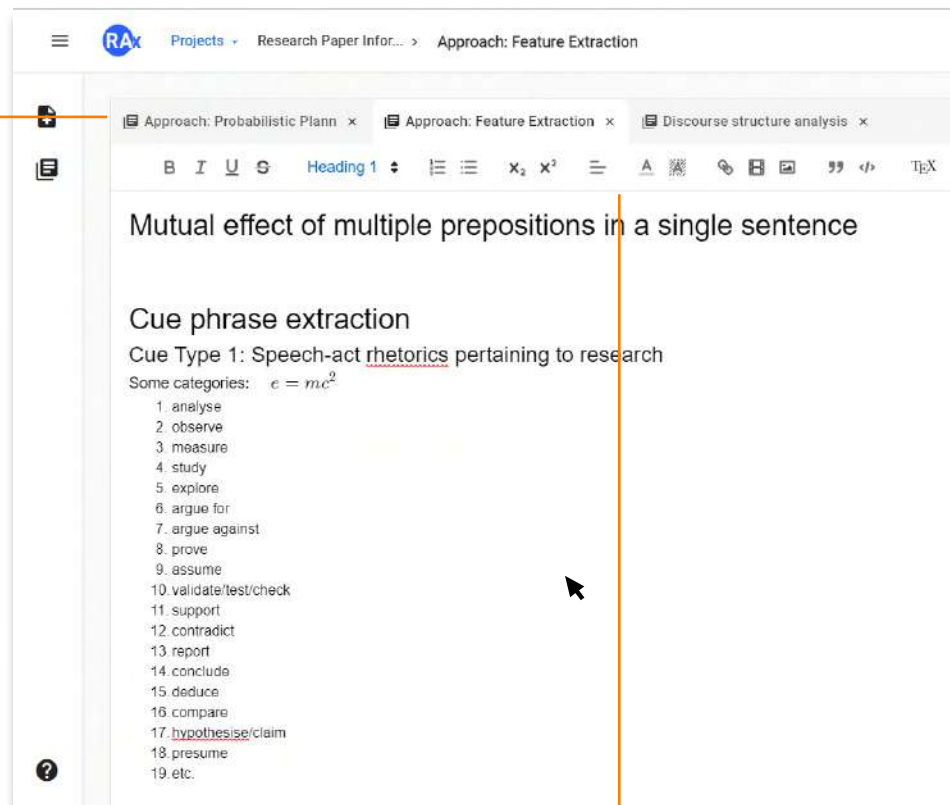 RAx Projects Research Paper Infor... > Approach: Feature Extraction
Approach: Probabilistic Plann × Approach: Feature Extraction × Discourse structure analysis ×
B I U S Heading 1 X₂ X² A A ” </> TEX
Mutual effect of multiple prepositions in a single sentence
Cue phrase extraction
Cue Type 1: Speech-act rhetorics pertaining to research
Some categories: e = mc²
1. analyse
2. observe
3. measure
4. study
5. explore
6. argue for
7. argue against
8. prove
9. assume
10. validate/test/check
11. support
12. contradict
13. report
14. conclude
15. deduce
16. compare
17. hypothesise/claim
18. presume
19. etc.